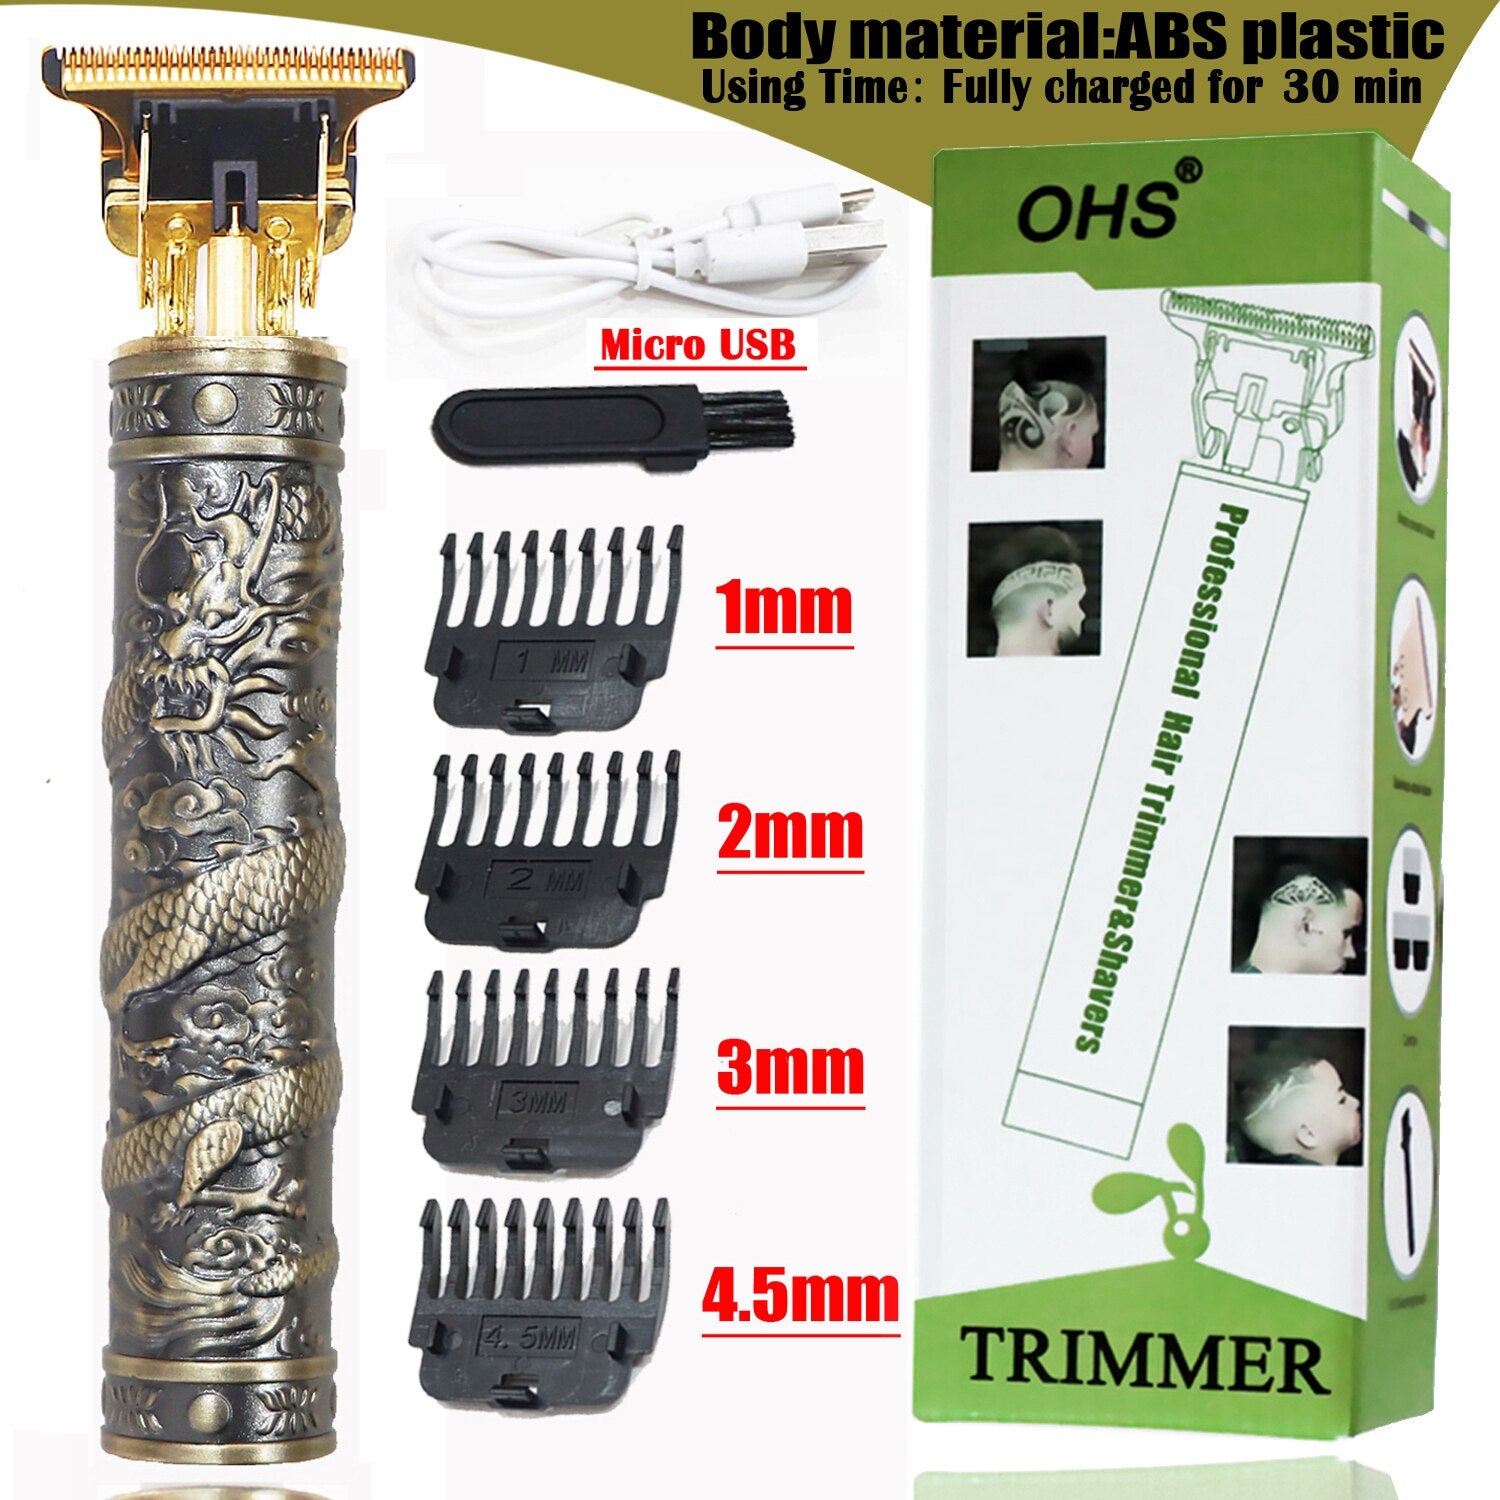 Body material:ABS plastic
Using Time: Fully charged for 30 min
OHS®
Micro USB
1mm
1 MM
2mm
2 MM
3mm
3MM
4.5mm
4.5MM
Professional Hair Trimmer&Shavers
TRIMMER